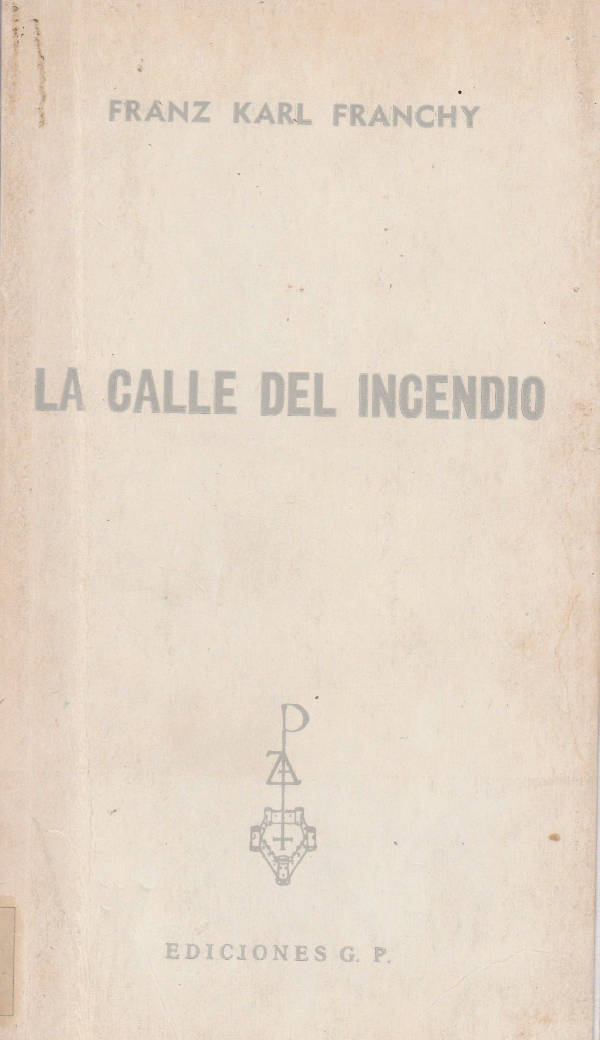 FRANZ KARL FRANCHY
LA CALLE DEL INCENDIO
EDICIONES G. P.